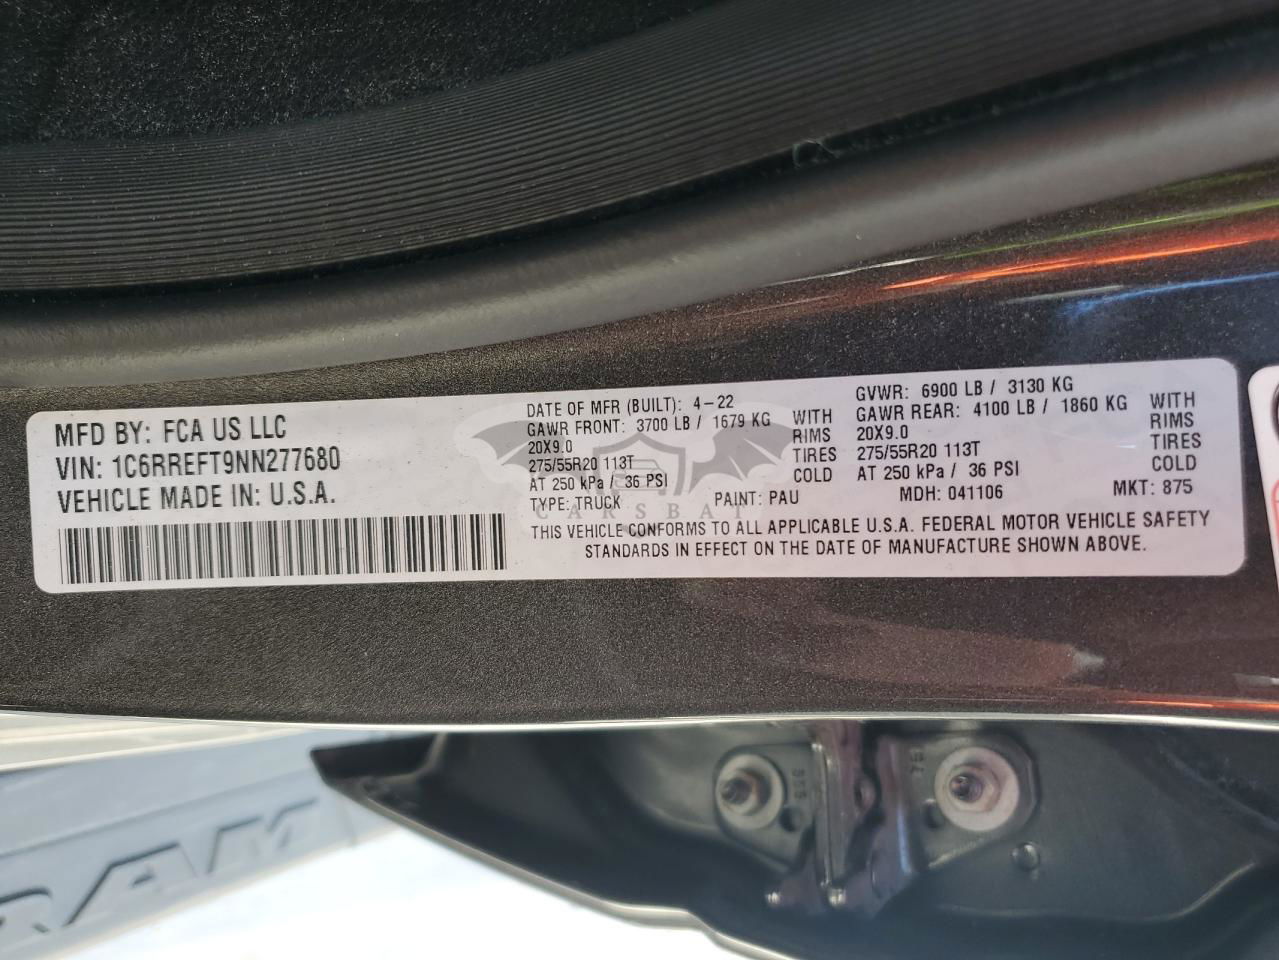 MFD BY: FCA US LLC
VIN: 1C6RREFT9NN277680
VEHICLE MADE IN: U.S.A.
DATE OF MFR (BUILT): 4-22
GAWR FRONT: 3700 LB / 1679 KG WITH
20X9.0 RIMS
275/55R20 113T TIRES
AT 250 kPa / 36 PSI COLD
GVWR: 6900 LB / 3130 KG
GAWR REAR: 4100 LB / 1860 KG WITH
20X9.0 RIMS
275/55R20 113T TIRES
AT 250 kPa / 36 PSI COLD
TYPE: TRUCK PAINT: PAU MDH: 041106 MKT: 875
THIS VEHICLE CONFORMS TO ALL APPLICABLE U.S.A. FEDERAL MOTOR VEHICLE SAFETY
STANDARDS IN EFFECT ON THE DATE OF MANUFACTURE SHOWN ABOVE.
CARSBAT
RAM